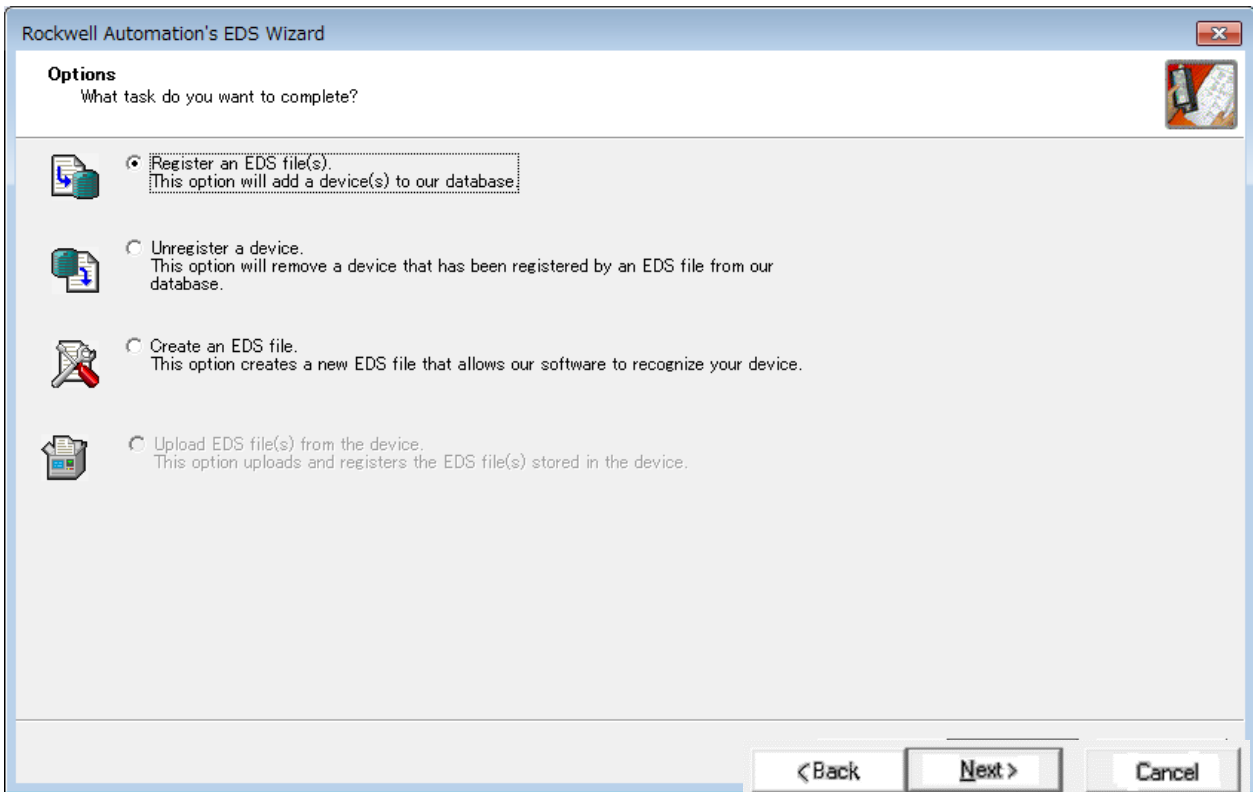 Rockwell Automation's EDS Wizard
Options
What task do you want to complete?
Register an EDS file(s).
This option will add a device(s) to our database.
Unregister a device.
This option will remove a device that has been registered by an EDS file from our
database.
Create an EDS file.
This option creates a new EDS file that allows our software to recognize your device.
Upload EDS file(s) from the device.
This option uploads and registers the EDS file(s) stored in the device.
<Back Next> Cancel